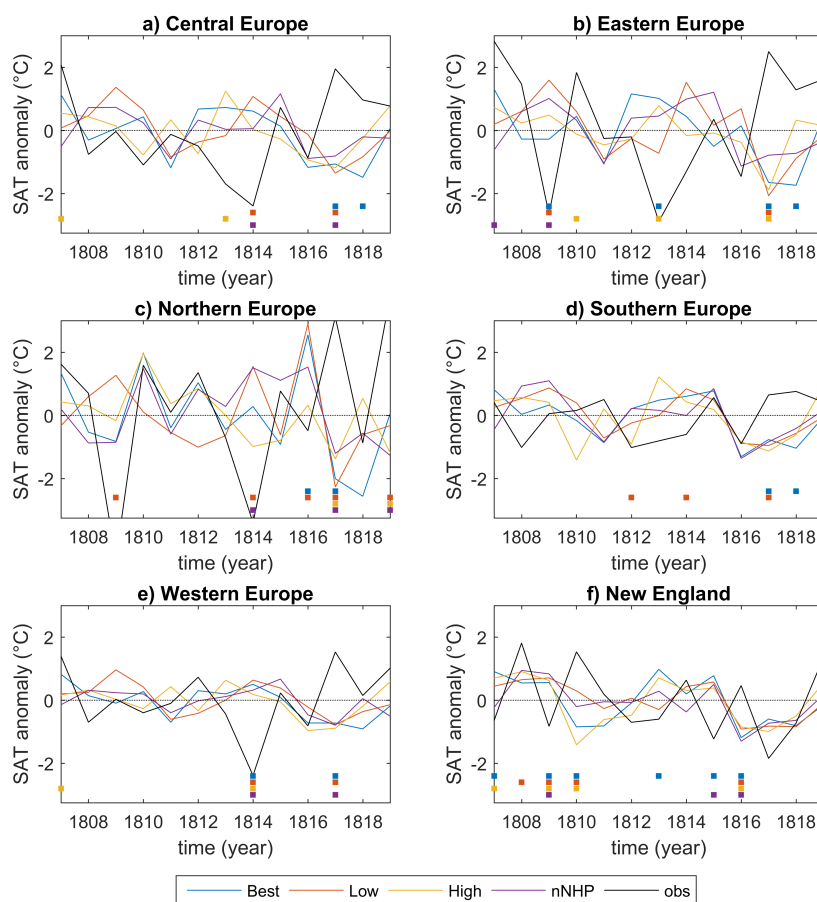 a) Central Europe
SAT anomaly (°C)
2
0
-2
1808 1810 1812 1814 1816 1818
time (year)
b) Eastern Europe
SAT anomaly (°C)
2
0
-2
1808 1810 1812 1814 1816 1818
time (year)
c) Northern Europe
SAT anomaly (°C)
2
0
-2
1808 1810 1812 1814 1816 1818
time (year)
d) Southern Europe
SAT anomaly (°C)
2
0
-2
1808 1810 1812 1814 1816 1818
time (year)
e) Western Europe
SAT anomaly (°C)
2
0
-2
1808 1810 1812 1814 1816 1818
time (year)
f) New England
SAT anomaly (°C)
2
0
-2
1808 1810 1812 1814 1816 1818
time (year)
Best Low High nNHP obs